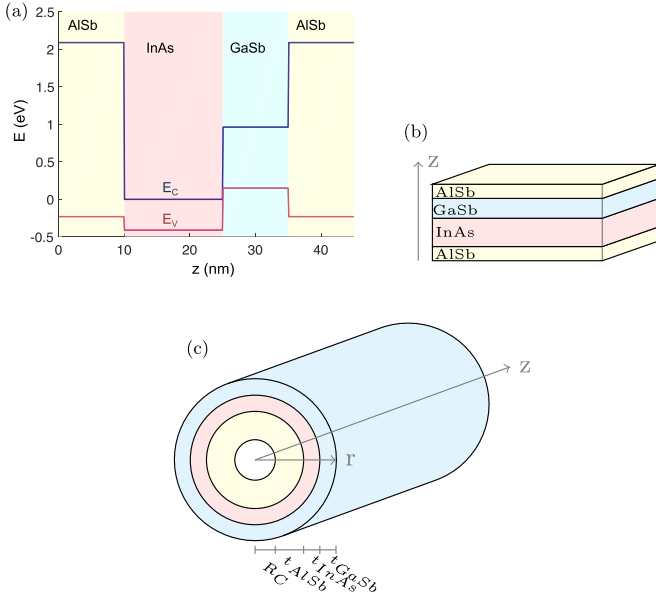 (a)
2.5
2
1.5
1
0.5
0
-0.5
E (eV)
AlSb
InAs
GaSb
AlSb
E_C
E_V
0 10 20 30 40
z (nm)
(b)
z
AlSb
GaSb
InAs
AlSb
(c)
z
r
R_C
t_AlSb
t_InAs
t_GaSb